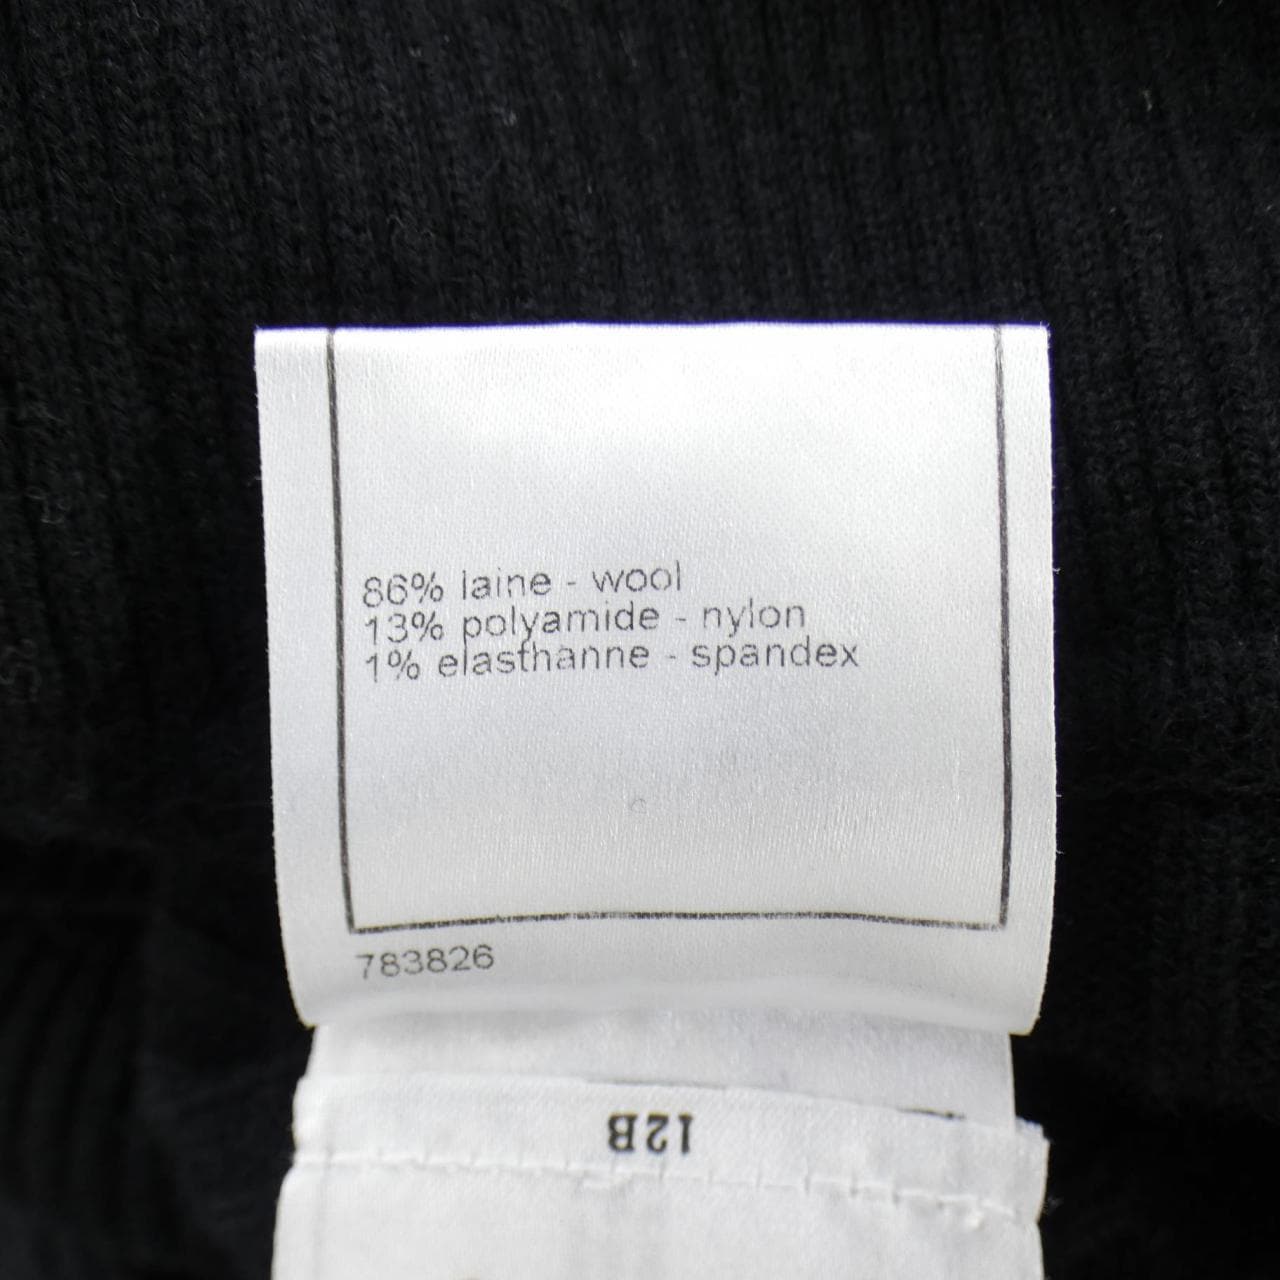 86% laine - wool
13% polyamide - nylon
1% elasthanne - spandex
783826
12B